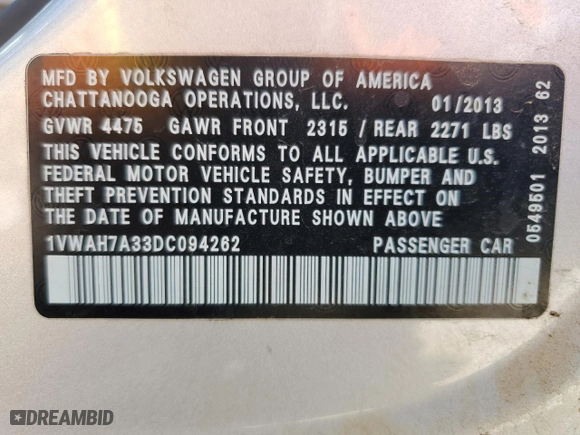 MFD BY VOLKSWAGEN GROUP OF AMERICA
CHATTANOOGA OPERATIONS, LLC. 01/2013
GVWR 4475 GAWR FRONT 2315 / REAR 2271 LBS
THIS VEHICLE CONFORMS TO ALL APPLICABLE U.S.
FEDERAL MOTOR VEHICLE SAFETY, BUMPER AND
THEFT PREVENTION STANDARDS IN EFFECT ON
THE DATE OF MANUFACTURE SHOWN ABOVE
1VWAH7A33DC094262 PASSENGER CAR
0549501 2013 62
DREAMBID